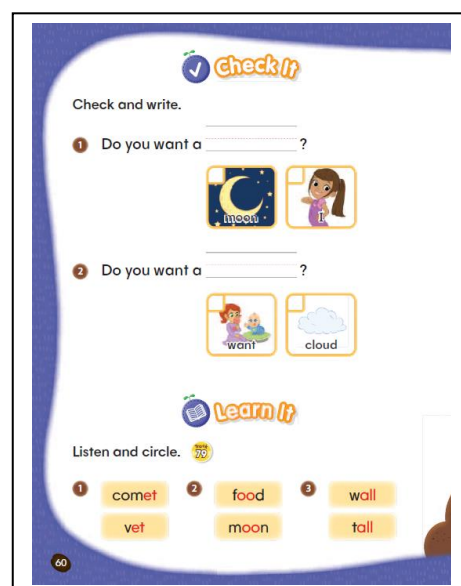 Check It
Check and write.
1 Do you want a ?
moon I
2 Do you want a ?
want cloud
Learn It
Listen and circle. 79
1 comet 2 food 3 wall
vet moon tall
60